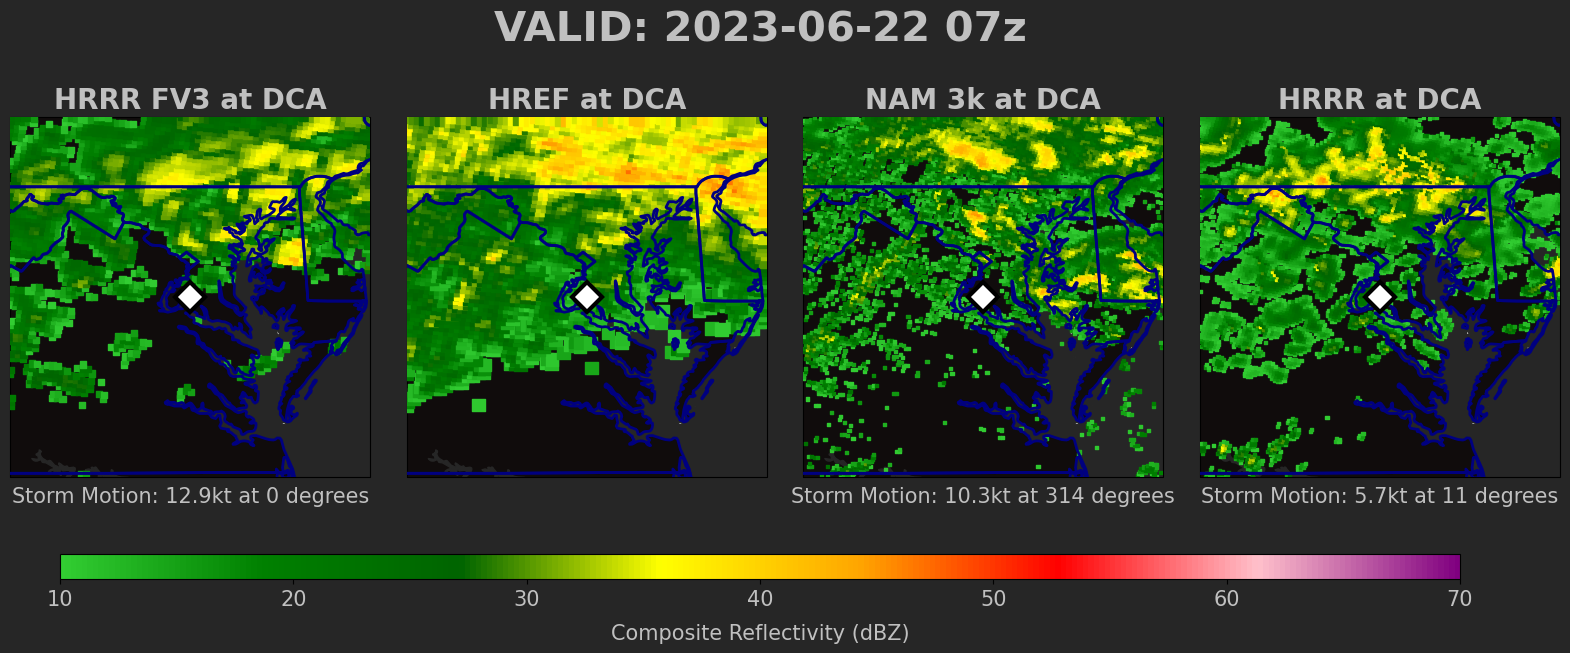 VALID: 2023-06-22 07z
HRRR FV3 at DCA
HREF at DCA
NAM 3k at DCA
HRRR at DCA
Storm Motion: 12.9kt at 0 degrees
Storm Motion: 10.3kt at 314 degrees
Storm Motion: 5.7kt at 11 degrees
10 20 30 40 50 60 70
Composite Reflectivity (dBZ)